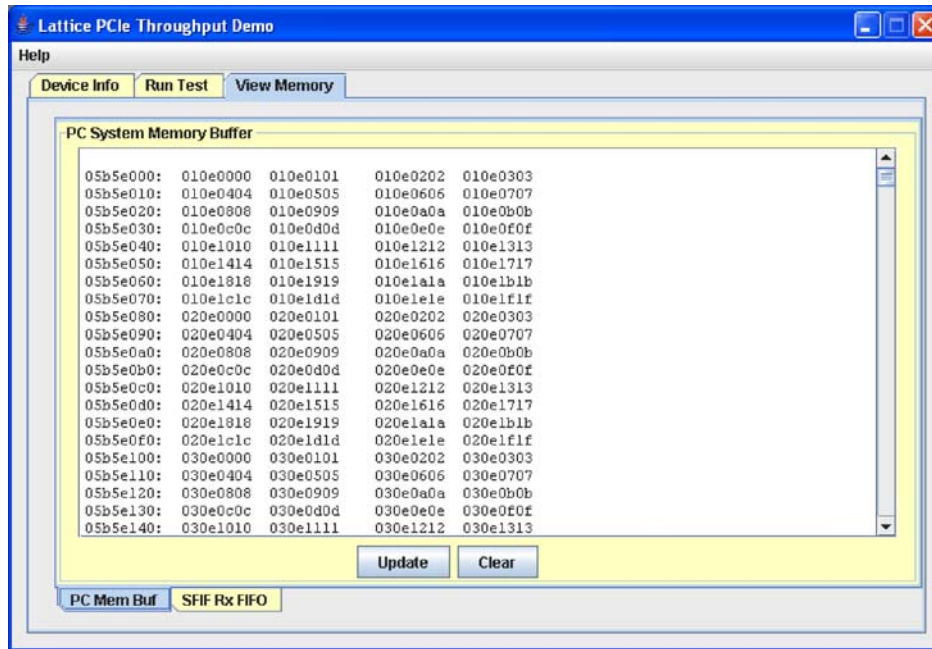 Lattice PCIe Throughput Demo
Help
Device Info Run Test View Memory
PC System Memory Buffer
05b5e000: 010e0000 010e0101 010e0202 010e0303
05b5e010: 010e0404 010e0505 010e0606 010e0707
05b5e020: 010e0808 010e0909 010e0a0a 010e0b0b
05b5e030: 010e0c0c 010e0d0d 010e0e0e 010e0f0f
05b5e040: 010e1010 010e1111 010e1212 010e1313
05b5e050: 010e1414 010e1515 010e1616 010e1717
05b5e060: 010e1818 010e1919 010e1a1a 010e1b1b
05b5e070: 010e1c1c 010e1d1d 010e1e1e 010e1f1f
05b5e080: 020e0000 020e0101 020e0202 020e0303
05b5e090: 020e0404 020e0505 020e0606 020e0707
05b5e0a0: 020e0808 020e0909 020e0a0a 020e0b0b
05b5e0b0: 020e0c0c 020e0d0d 020e0e0e 020e0f0f
05b5e0c0: 020e1010 020e1111 020e1212 020e1313
05b5e0d0: 020e1414 020e1515 020e1616 020e1717
05b5e0e0: 020e1818 020e1919 020e1a1a 020e1b1b
05b5e0f0: 020e1c1c 020e1d1d 020e1e1e 020e1f1f
05b5e100: 030e0000 030e0101 030e0202 030e0303
05b5e110: 030e0404 030e0505 030e0606 030e0707
05b5e120: 030e0808 030e0909 030e0a0a 030e0b0b
05b5e130: 030e0c0c 030e0d0d 030e0e0e 030e0f0f
05b5e140: 030e1010 030e1111 030e1212 030e1313
Update Clear
PC Mem Buf SFIF Rx FIFO